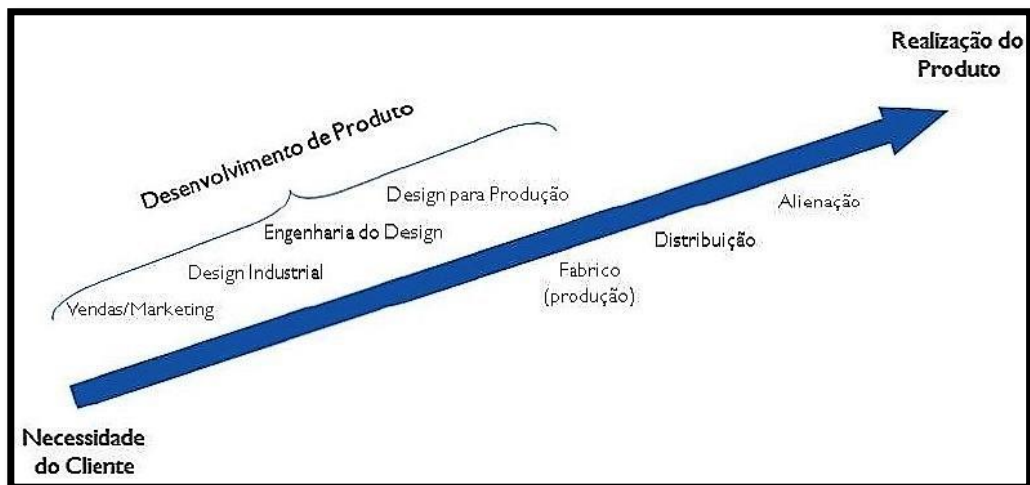 Realização do
Produto
Desenvolvimento de Produto
Design para Produção
Alienação
Engenharia do Design
Distribuição
Design Industrial
Fabrico
(produção)
Vendas/Marketing
Necessidade
do Cliente